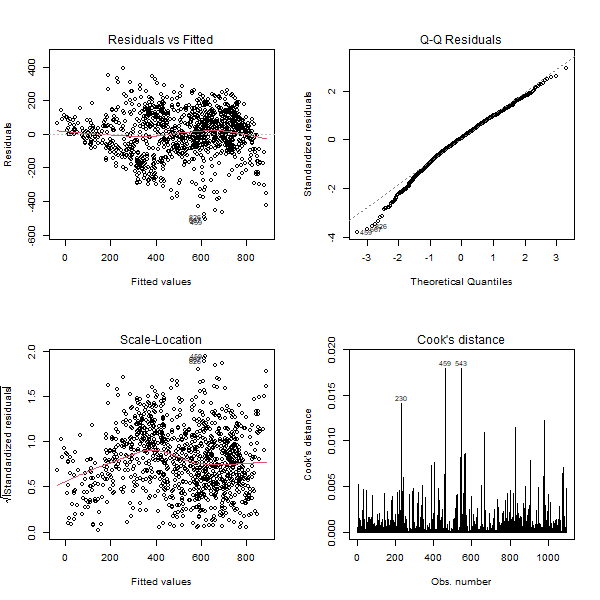 Residuals vs Fitted
Residuals
-600 -400 -200 0 200 400
0 200 400 600 800
Fitted values
459
Q-Q Residuals
Standardized residuals
-4 -2 0 2
-3 -2 -1 0 1 2 3
Theoretical Quantiles
459
Scale-Location
√|Standardized residuals|
0.0 0.5 1.0 1.5 2.0
0 200 400 600 800
Fitted values
Cook's distance
Cook's distance
0.000 0.005 0.010 0.015 0.020
0 200 400 600 800 1000
Obs. number
230
459
543